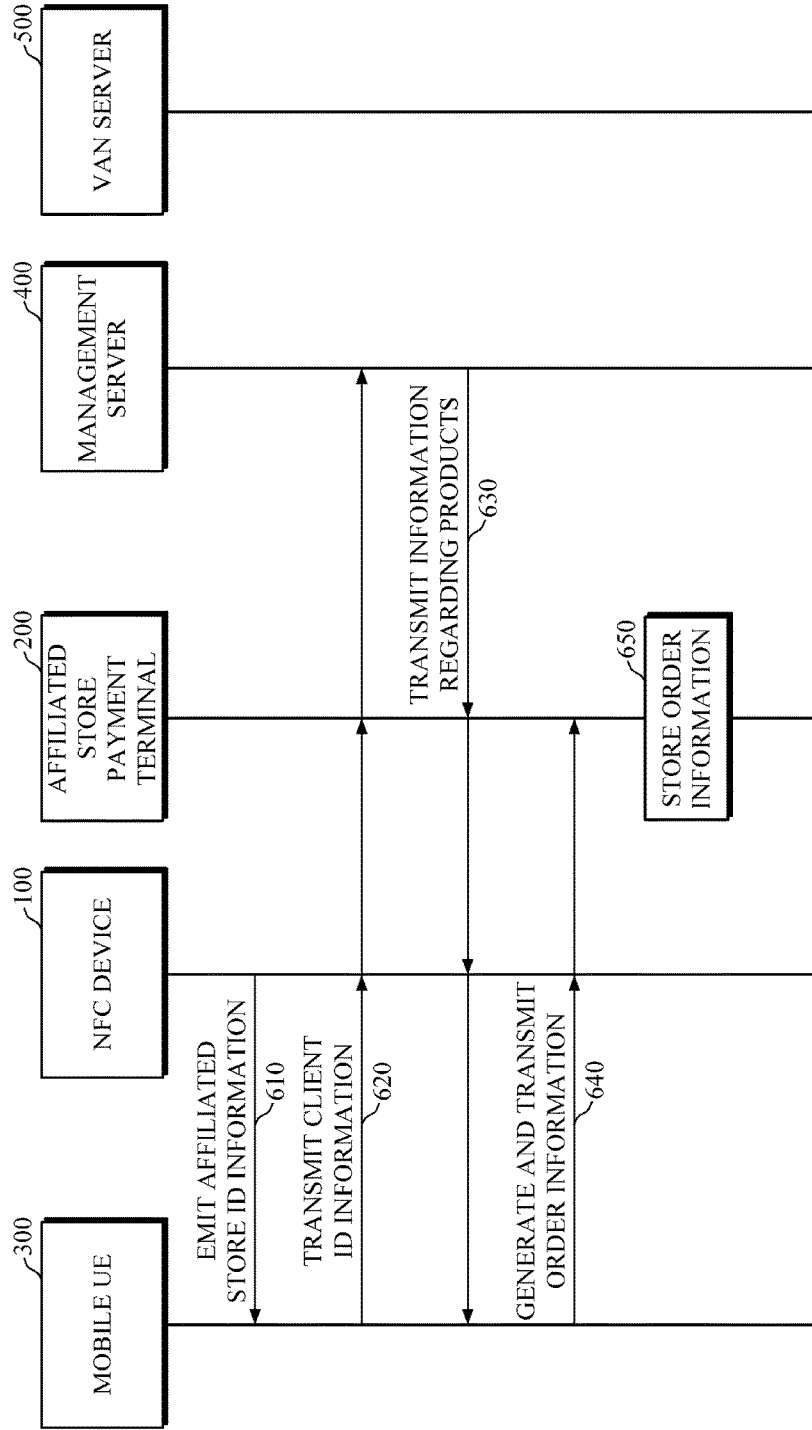 300
MOBILE UE
100
NFC DEVICE
200
AFFILIATED
STORE
PAYMENT
TERMINAL
400
MANAGEMENT
SERVER
500
VAN SERVER
EMIT AFFILIATED
STORE ID INFORMATION
610
TRANSMIT CLIENT
ID INFORMATION
620
TRANSMIT INFORMATION
REGARDING PRODUCTS
630
GENERATE AND TRANSMIT
ORDER INFORMATION
640
650
STORE ORDER
INFORMATION